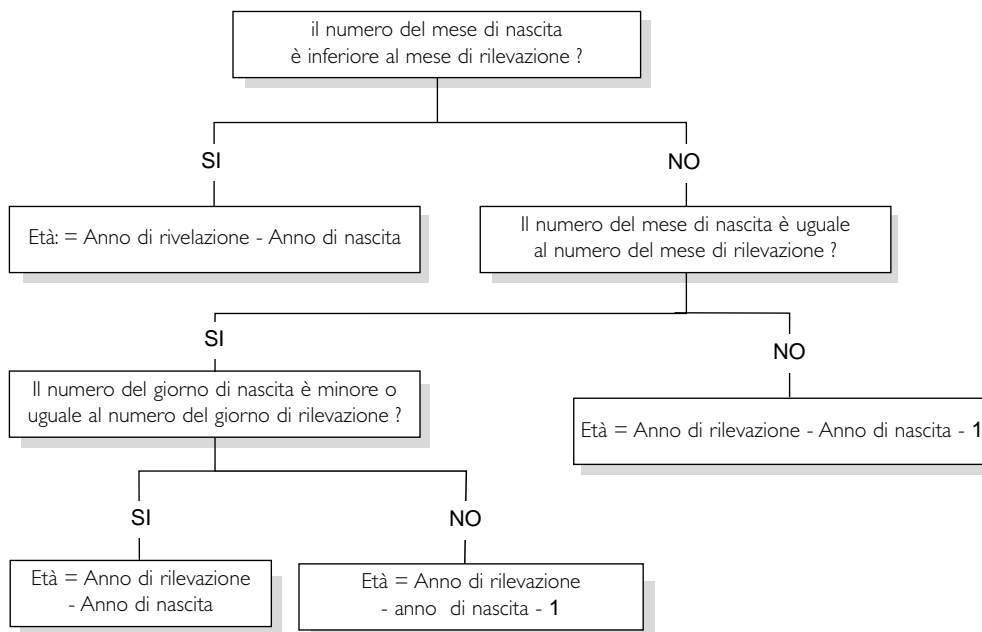 il numero del mese di nascita
è inferiore al mese di rilevazione ?
SI
NO
Età: = Anno di rivelazione - Anno di nascita
Il numero del mese di nascita è uguale
al numero del mese di rilevazione ?
SI
NO
Il numero del giorno di nascita è minore o
uguale al numero del giorno di rilevazione ?
Età = Anno di rilevazione - Anno di nascita - 1
SI
NO
Età = Anno di rilevazione
- Anno di nascita
Età = Anno di rilevazione
- anno di nascita - 1